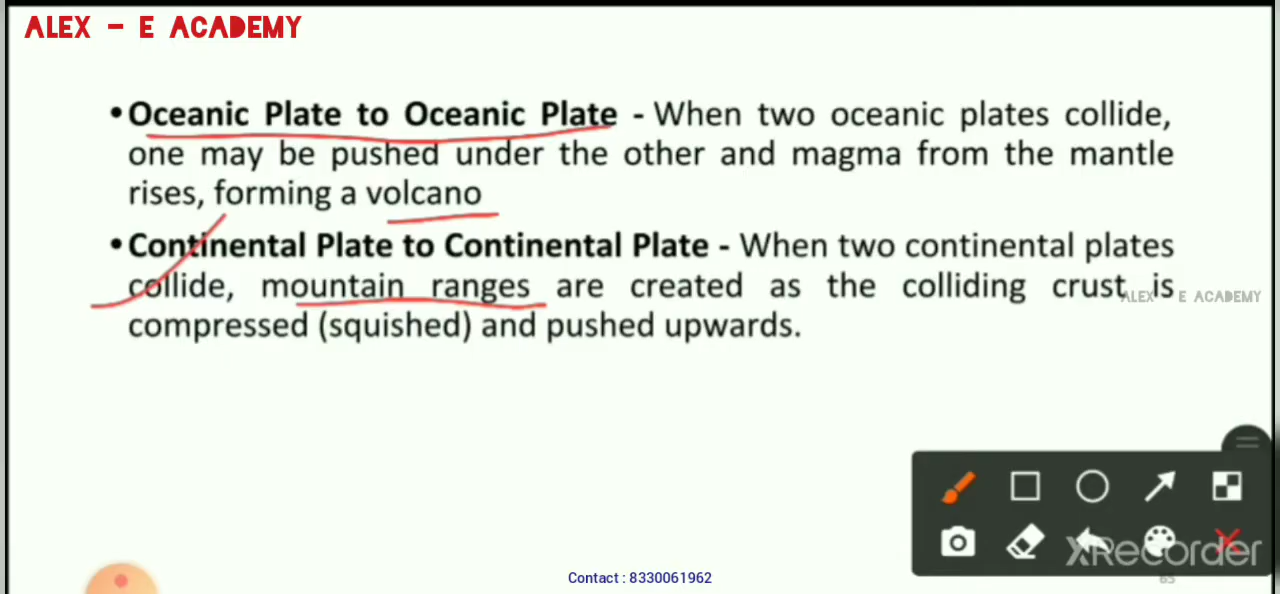 ALEX - E ACADEMY
•Oceanic Plate to Oceanic Plate - When two oceanic plates collide,
one may be pushed under the other and magma from the mantle
rises, forming a volcano
•Continental Plate to Continental Plate - When two continental plates
collide, mountain ranges are created as the colliding crust is
ALEX - E ACADEMY
compressed (squished) and pushed upwards.
XRecorder
Contact : 8330061962
65